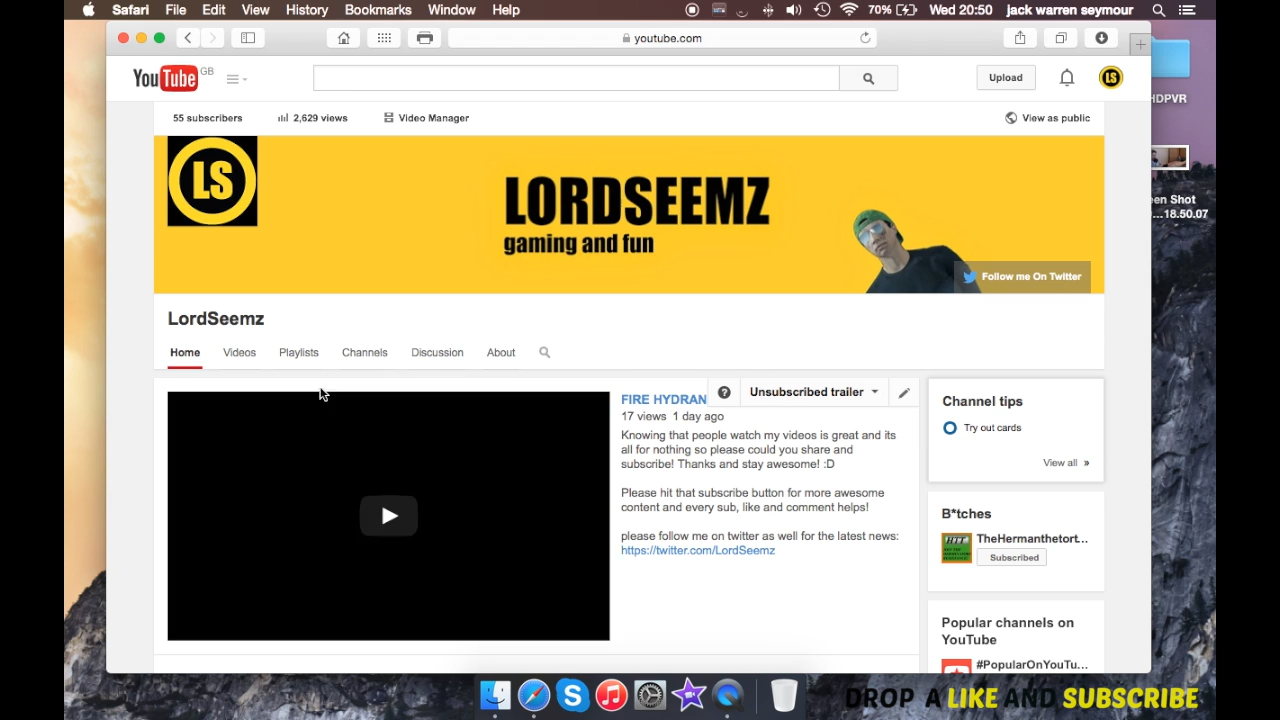 Safari File Edit View History Bookmarks Window Help 70% Wed 20:50 jack warren seymour
youtube.com
HDPVR
You Tube GB
Upload
LS
55 subscribers 2,629 views Video Manager View as public
LS
LORDSEEMZ
gaming and fun
een Shot
...18.50.07
Follow me On Twitter
LordSeemz
Home Videos Playlists Channels Discussion About
FIRE HYDRAN
Unsubscribed trailer
17 views 1 day ago
Knowing that people watch my videos is great and its
all for nothing so please could you share and
subscribe! Thanks and stay awesome! :D
Please hit that subscribe button for more awesome
content and every sub, like and comment helps!
please follow me on twitter as well for the latest news:
https://twitter.com/LordSeemz
Channel tips
Try out cards
View all »
B*tches
TheHermanthetort...
Subscribed
Popular channels on
YouTube
#PopularOnYouTu...
DROP A LIKE AND SUBSCRIBE